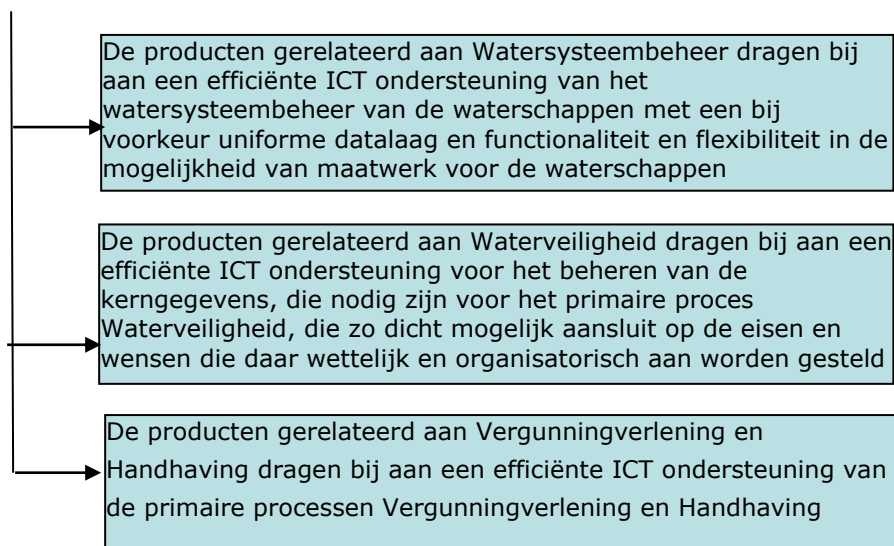 De producten gerelateerd aan Watersysteembeheer dragen bij
aan een efficiënte ICT ondersteuning van het
watersysteembeheer van de waterschappen met een bij
voorkeur uniforme datalaag en functionaliteit en flexibiliteit in de
mogelijkheid van maatwerk voor de waterschappen
De producten gerelateerd aan Waterveiligheid dragen bij aan een
efficiënte ICT ondersteuning voor het beheren van de
kerngegevens, die nodig zijn voor het primaire proces
Waterveiligheid, die zo dicht mogelijk aansluit op de eisen en
wensen die daar wettelijk en organisatorisch aan worden gesteld
De producten gerelateerd aan Vergunningverlening en
Handhaving dragen bij aan een efficiënte ICT ondersteuning van
de primaire processen Vergunningverlening en Handhaving